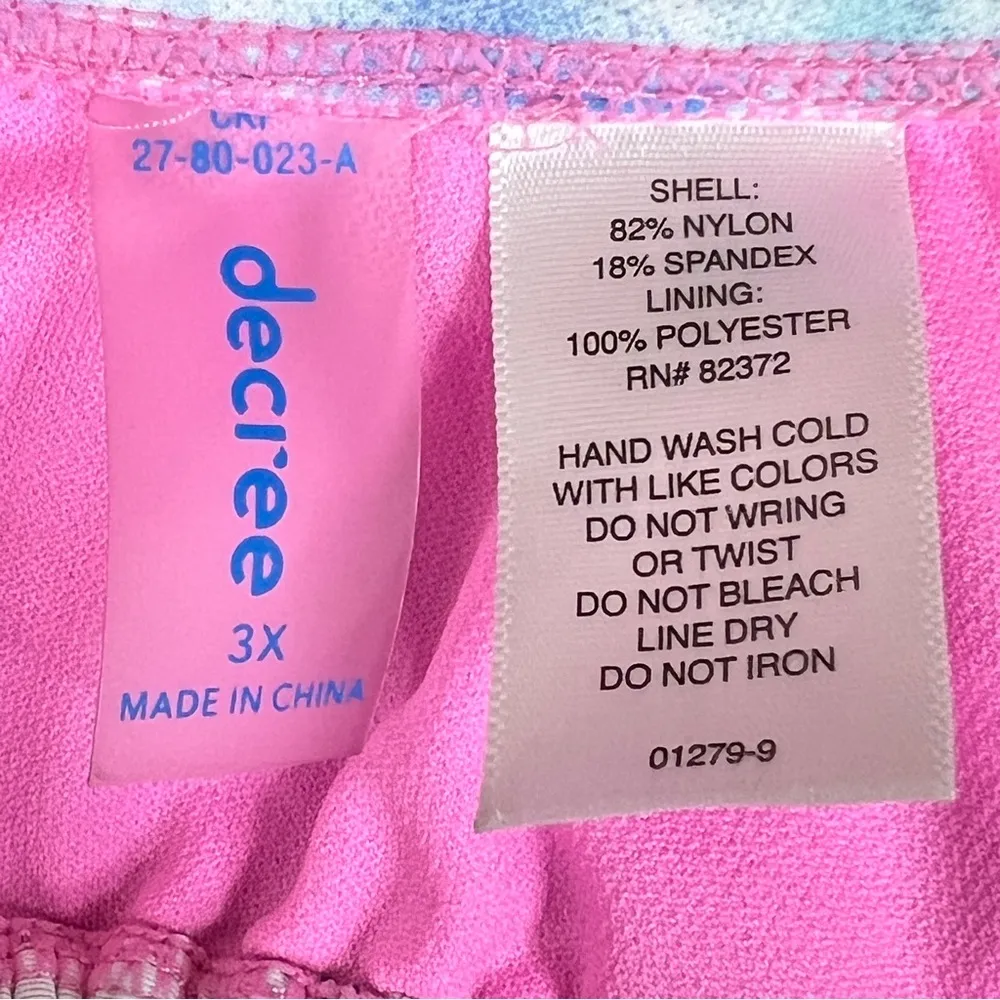 27-80-023-A
decree
3X
MADE IN CHINA
SHELL:
82% NYLON
18% SPANDEX
LINING:
100% POLYESTER
RN# 82372
HAND WASH COLD
WITH LIKE COLORS
DO NOT WRING
OR TWIST
DO NOT BLEACH
LINE DRY
DO NOT IRON
01279-9